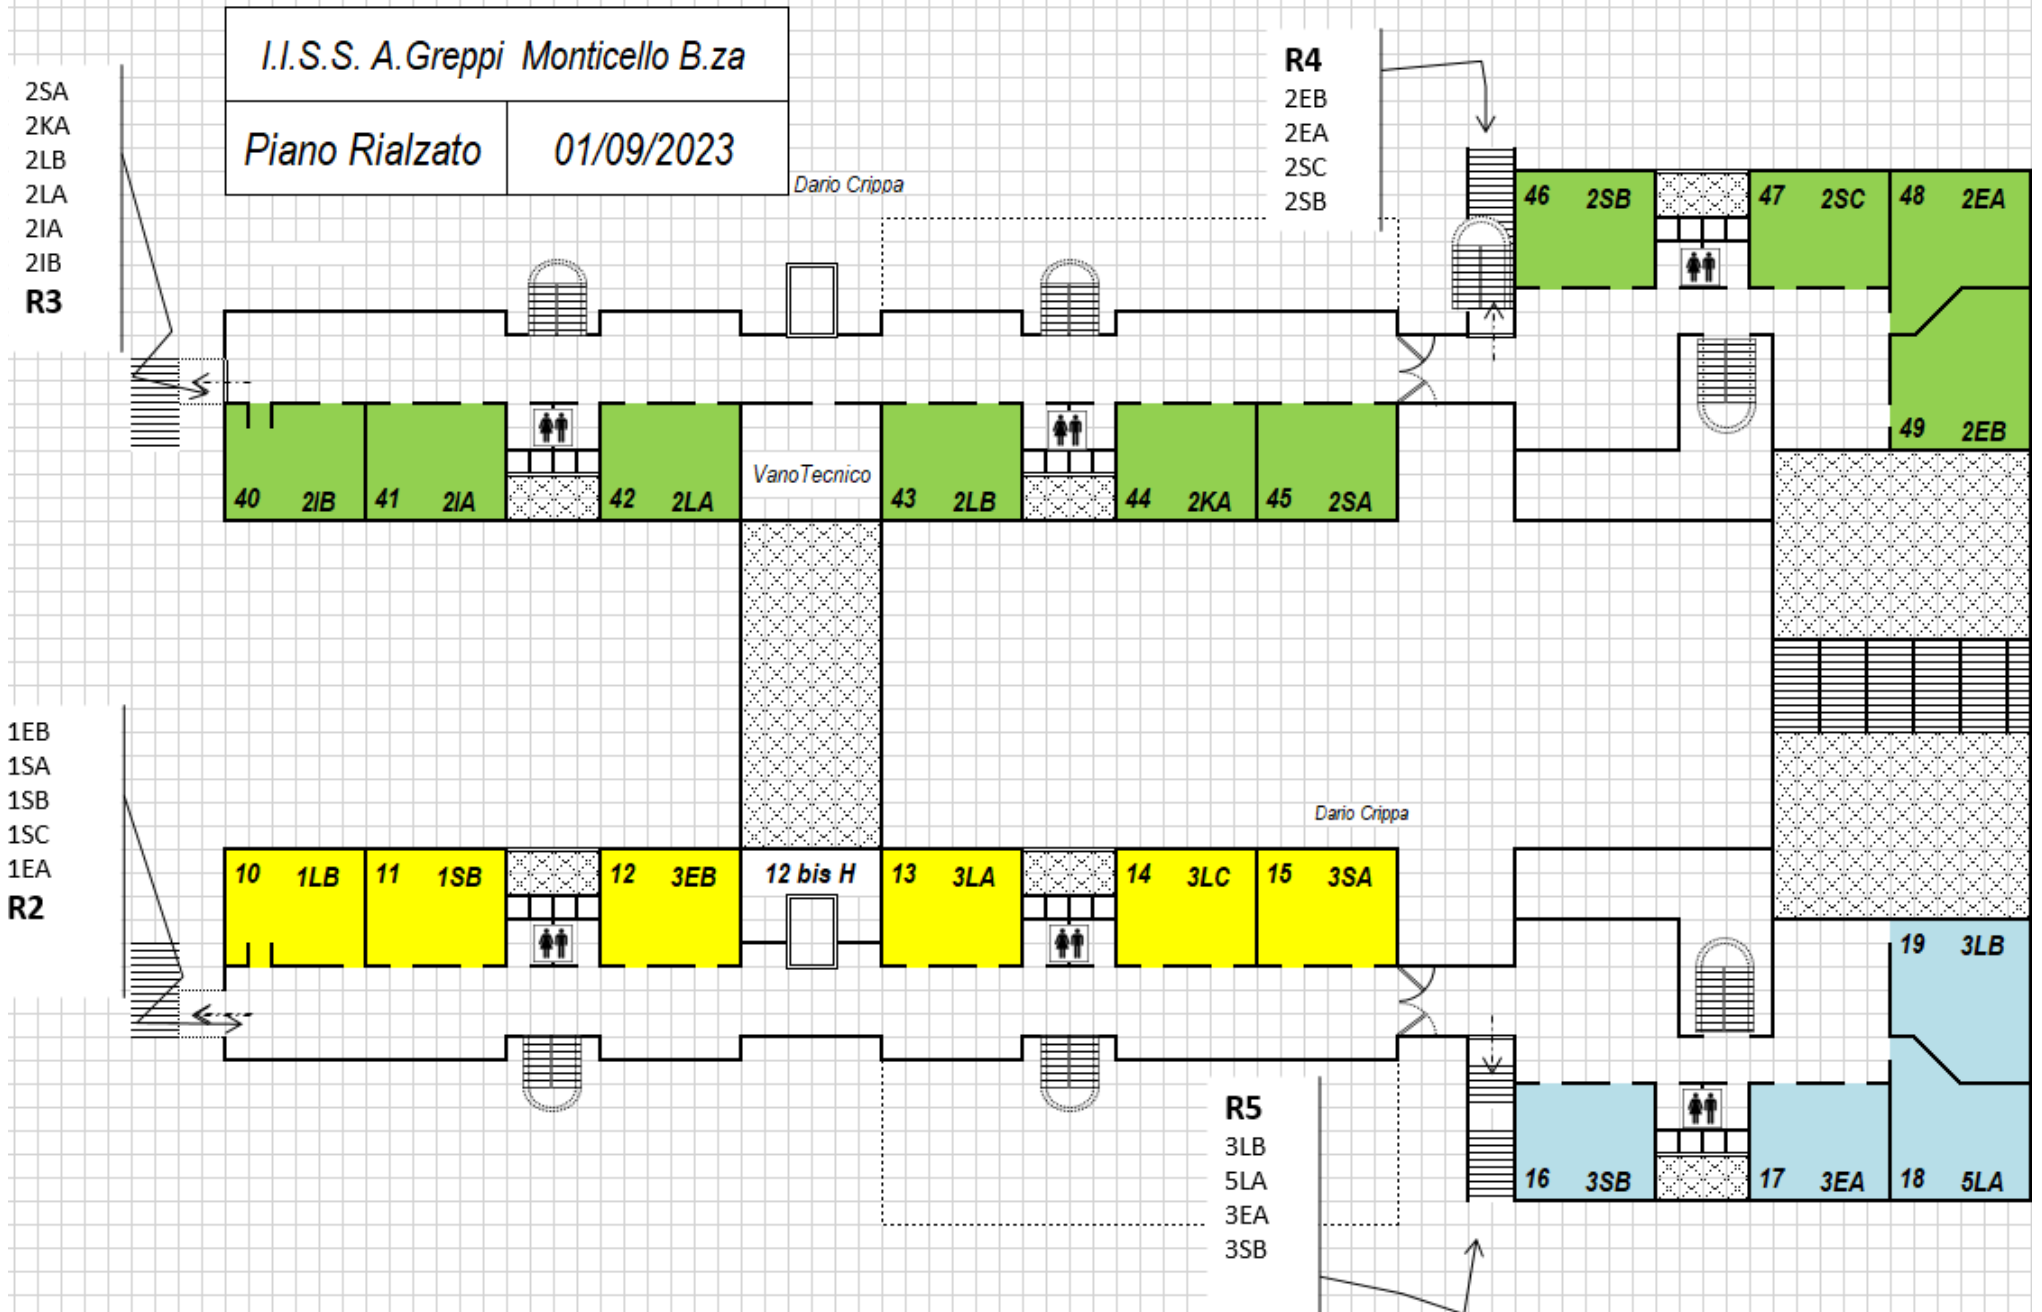 I.I.S.S. A.Greppi Monticello B.za
Piano Rialzato 01/09/2023
Dario Crippa
2SA
2KA
2LB
2LA
2IA
2IB
R3
R4
2EB
2EA
2SC
2SB
46 2SB
47 2SC
48 2EA
49 2EB
40 2IB
41 2IA
42 2LA
VanoTecnico
43 2LB
44 2KA
45 2SA
1EB
1SA
1SB
1SC
1EA
R2
Dario Crippa
10 1LB
11 1SB
12 3EB
12 bis H
13 3LA
14 3LC
15 3SA
19 3LB
R5
3LB
5LA
3EA
3SB
16 3SB
17 3EA
18 5LA